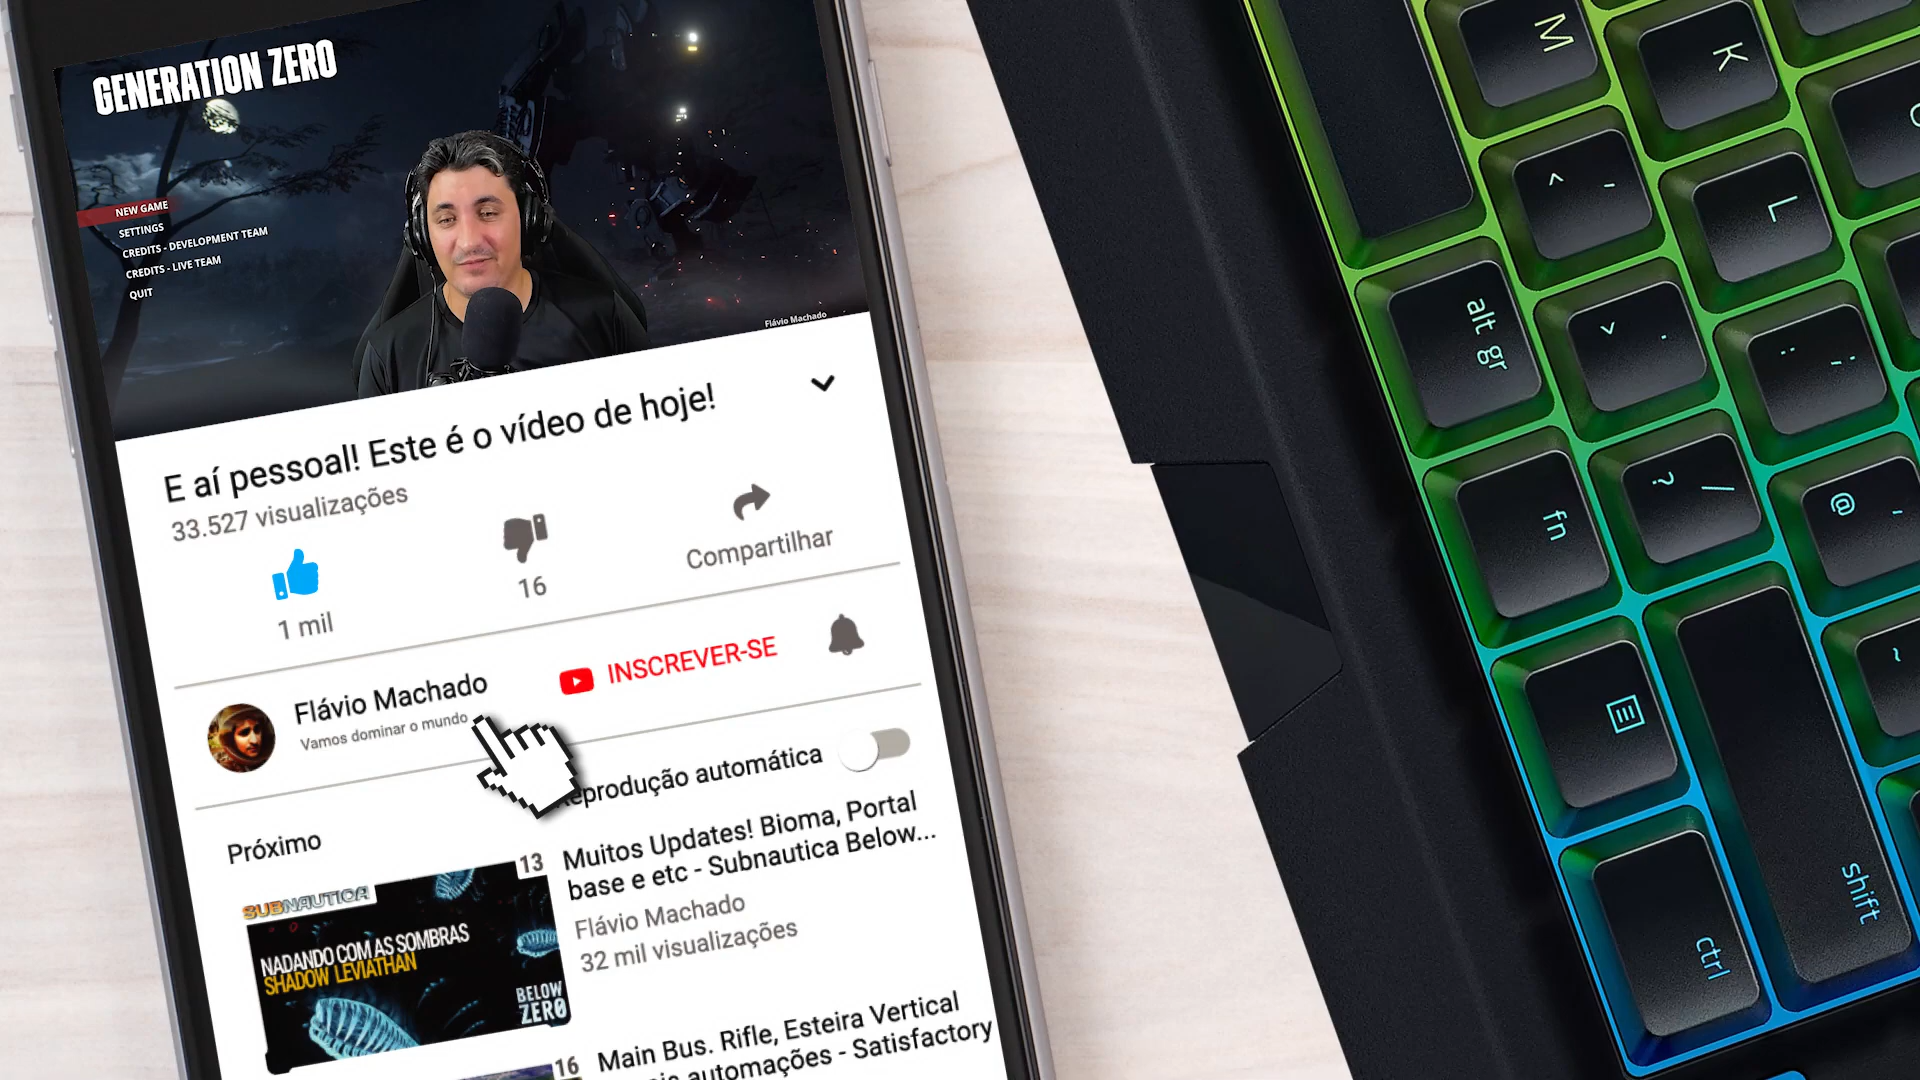 GENERATION ZERO
NEW GAME
SETTINGS
CREDITS - DEVELOPMENT TEAM
CREDITS - LIVE TEAM
QUIT
Flávio Machado
E aí pessoal! Este é o vídeo de hoje!
33.527 visualizações
1 mil
16
Compartilhar
Flávio Machado
Vamos dominar o mundo
INSCREVER-SE
eprodução automática
Próximo
13
SUBNAUTICA
NADANDO COM AS SOMBRAS
SHADOW LEVIATHAN
BELOW
ZERO
Muitos Updates! Bioma, Portal
base e etc - Subnautica Below...
Flávio Machado
32 mil visualizações
16
Main Bus. Rifle, Esteira Vertical
automações - Satisfactory
M
K
L
alt gr
fn
? /
@
shift
ctrl